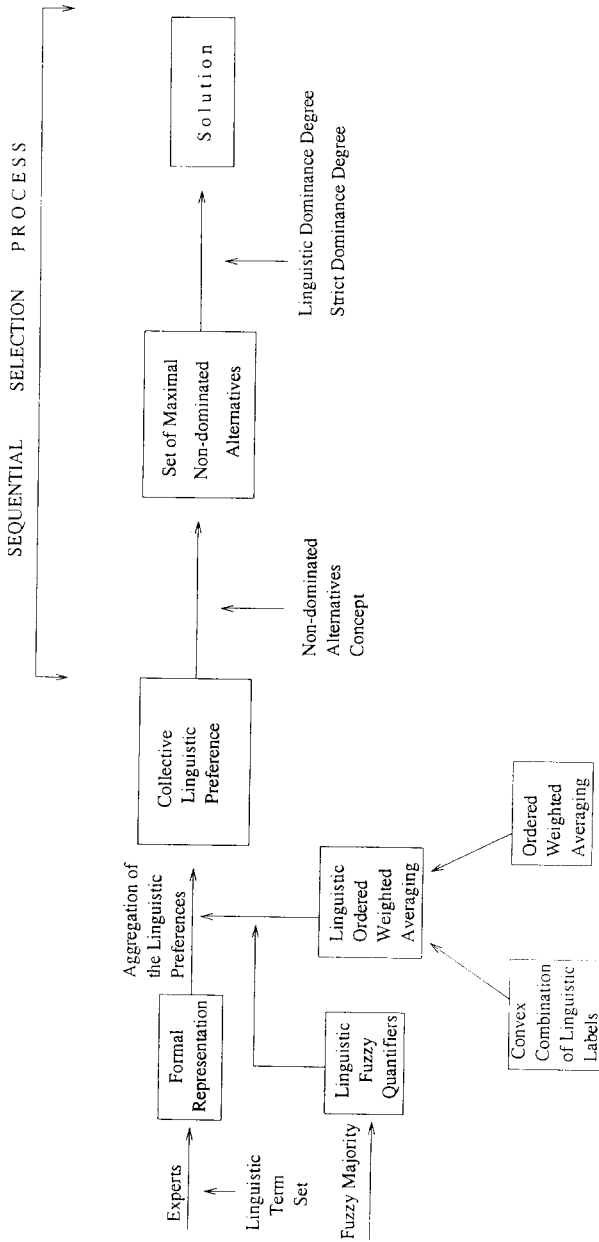 SEQUENTIAL SELECTION PROCESS
Experts
Linguistic
Term
Set
Formal
Representation
Aggregation of
the Linguistic
Preferences
Collective
Linguistic
Preference
Non-dominated
Alternatives
Concept
Set of Maximal
Non-dominated
Alternatives
Linguistic Dominance Degree
Strict Dominance Degree
Solution
Fuzzy Majority
Linguistic
Fuzzy
Quantifiers
Linguistic
Ordered
Weighted
Averaging
Convex
Combination
of Linguistic
Labels
Ordered
Weighted
Averaging